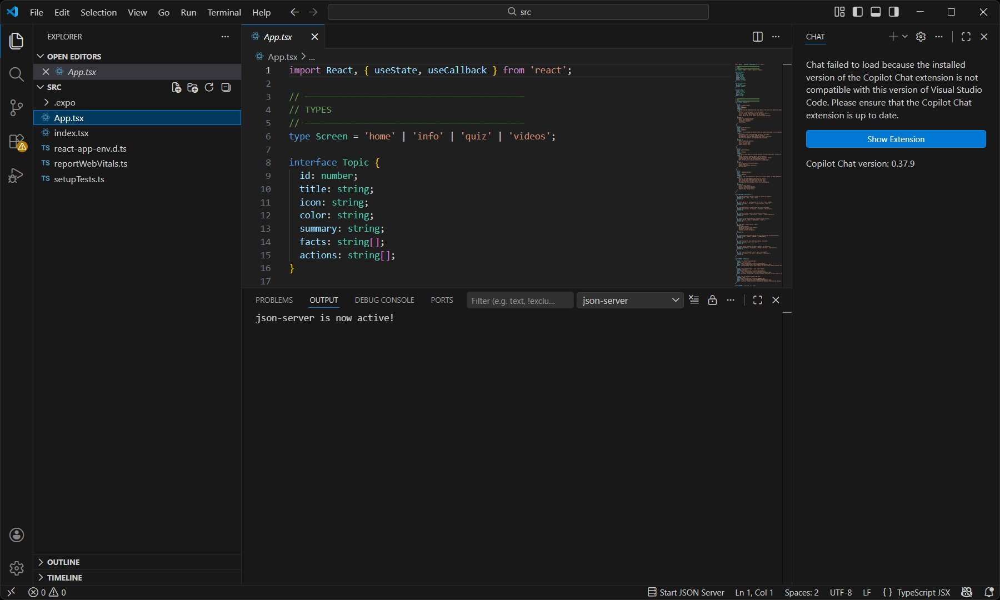 File Edit Selection View Go Run Terminal Help
src
EXPLORER
OPEN EDITORS
App.tsx
SRC
.expo
App.tsx
index.tsx
TS react-app-env.d.ts
TS reportWebVitals.ts
TS setupTests.ts
OUTLINE
TIMELINE
App.tsx
App.tsx > ...
1 import React, { useState, useCallback } from 'react';
2
3 // ─────────────────────────────────────────
4 // TYPES
5 // ─────────────────────────────────────────
6 type Screen = 'home' | 'info' | 'quiz' | 'videos';
7
8 interface Topic {
9 id: number;
10 title: string;
11 icon: string;
12 color: string;
13 summary: string;
14 facts: string[];
15 actions: string[];
16 }
17
PROBLEMS OUTPUT DEBUG CONSOLE PORTS Filter (e.g. text, !exclu... json-server
json-server is now active!
CHAT
Chat failed to load because the installed
version of the Copilot Chat extension is not
compatible with this version of Visual Studio
Code. Please ensure that the Copilot Chat
extension is up to date.
Show Extension
Copilot Chat version: 0.37.9
0 0 Start JSON Server Ln 1, Col 1 Spaces: 2 UTF-8 LF { } TypeScript JSX